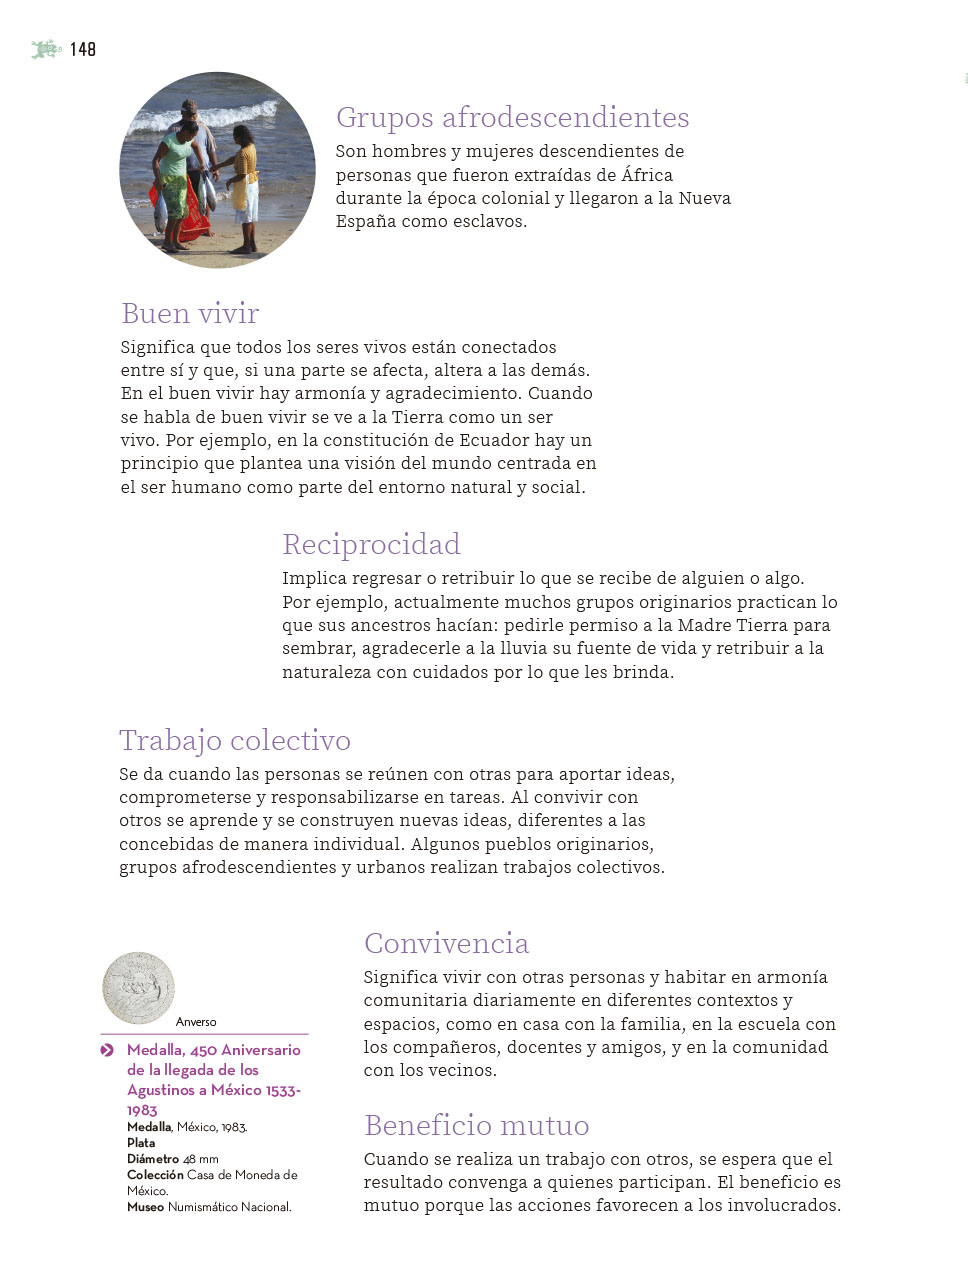 148
Grupos afrodescendientes
Son hombres y mujeres descendientes de
personas que fueron extraídas de África
durante la época colonial y llegaron a la Nueva
España como esclavos.
Buen vivir
Significa que todos los seres vivos están conectados
entre sí y que, si una parte se afecta, altera a las demás.
En el buen vivir hay armonía y agradecimiento. Cuando
se habla de buen vivir se ve a la Tierra como un ser
vivo. Por ejemplo, en la constitución de Ecuador hay un
principio que plantea una visión del mundo centrada en
el ser humano como parte del entorno natural y social.
Reciprocidad
Implica regresar o retribuir lo que se recibe de alguien o algo.
Por ejemplo, actualmente muchos grupos originarios practican lo
que sus ancestros hacían: pedirle permiso a la Madre Tierra para
sembrar, agradecerle a la lluvia su fuente de vida y retribuir a la
naturaleza con cuidados por lo que les brinda.
Trabajo colectivo
Se da cuando las personas se reúnen con otras para aportar ideas,
comprometerse y responsabilizarse en tareas. Al convivir con
otros se aprende y se construyen nuevas ideas, diferentes a las
concebidas de manera individual. Algunos pueblos originarios,
grupos afrodescendientes y urbanos realizan trabajos colectivos.
Anverso
Medalla, 450 Aniversario
de la llegada de los
Agustinos a México 1533-
1983
Medalla, México, 1983.
Plata
Diámetro 48 mm
Colección Casa de Moneda de
México.
Museo Numismático Nacional.
Convivencia
Significa vivir con otras personas y habitar en armonía
comunitaria diariamente en diferentes contextos y
espacios, como en casa con la familia, en la escuela con
los compañeros, docentes y amigos, y en la comunidad
con los vecinos.
Beneficio mutuo
Cuando se realiza un trabajo con otros, se espera que el
resultado convenga a quienes participan. El beneficio es
mutuo porque las acciones favorecen a los involucrados.